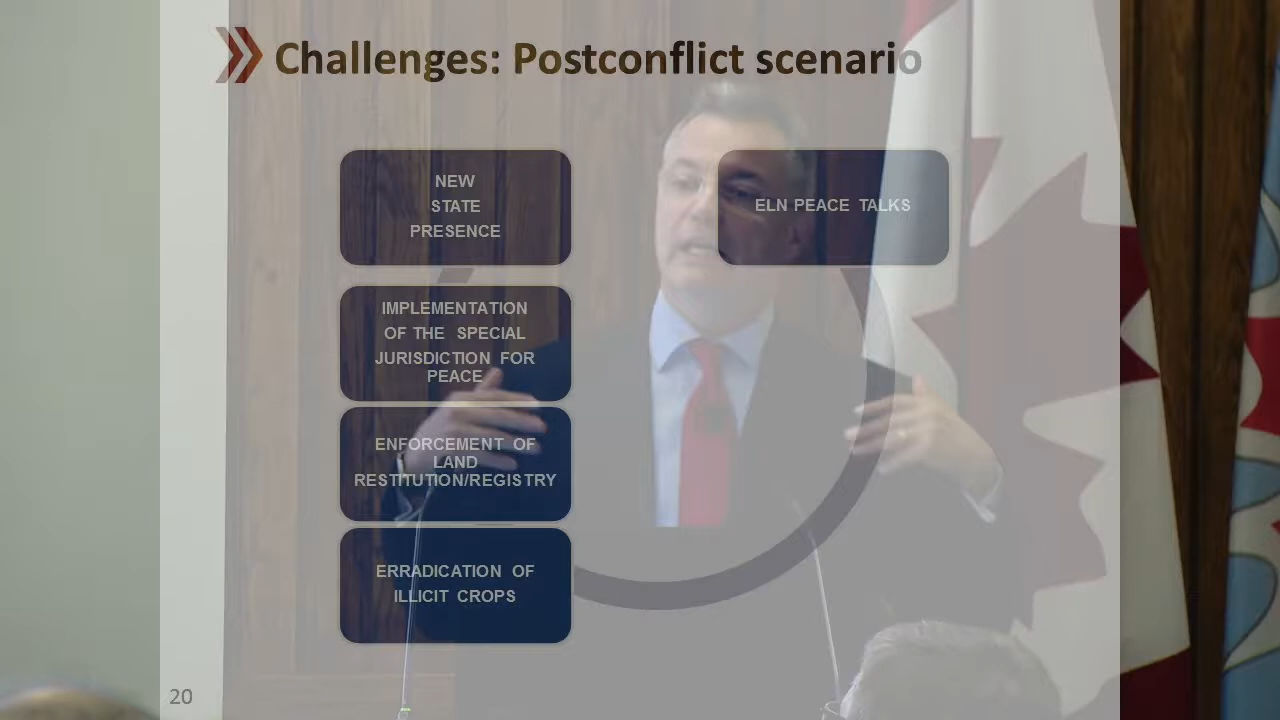 Challenges: Postconflict scenario
NEW
STATE
PRESENCE
ELN PEACE TALKS
IMPLEMENTATION
OF THE SPECIAL
JURISDICTION FOR
PEACE
ENFORCEMENT OF
LAND
RESTITUTION/REGISTRY
ERRADICATION OF
ILLICIT CROPS
20